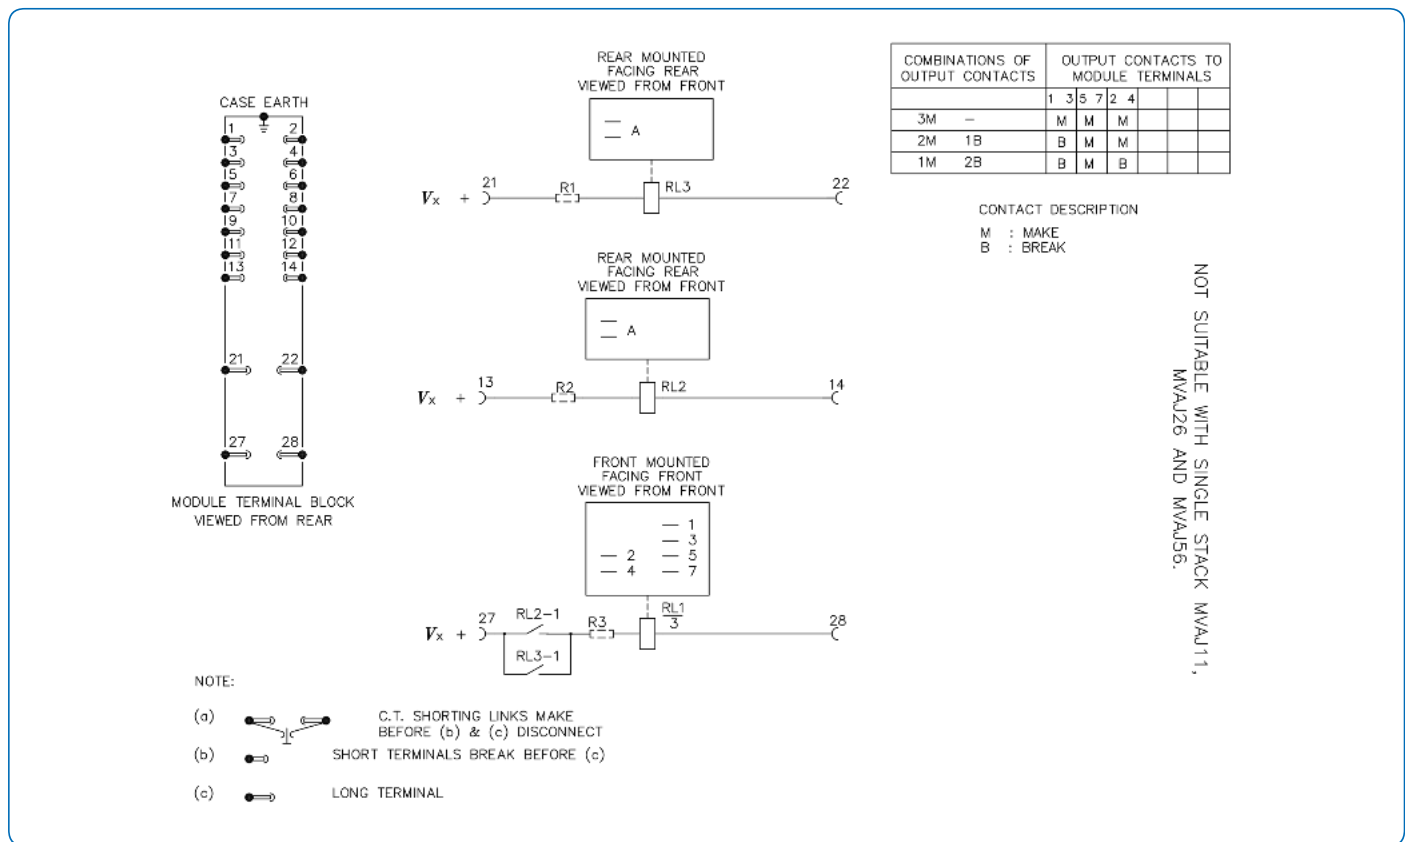 CASE EARTH
1 2
3 4
5 6
7 8
9 10
11 12
13 14
21 22
27 28
MODULE TERMINAL BLOCK
VIEWED FROM REAR
REAR MOUNTED
FACING REAR
VIEWED FROM FRONT
A
Vx + 21 R1 RL3 22
REAR MOUNTED
FACING REAR
VIEWED FROM FRONT
A
Vx + 13 R2 RL2 14
FRONT MOUNTED
FACING FRONT
VIEWED FROM FRONT
1
3
2 5
4 7
RL1
3
Vx + 27 RL2-1 R3 28
RL3-1
COMBINATIONS OF OUTPUT CONTACTS
OUTPUT CONTACTS TO MODULE TERMINALS
1 3 5 7 2 4
3M - M M M
2M 1B B M M
1M 2B B M B
CONTACT DESCRIPTION
M : MAKE
B : BREAK
NOT SUITABLE WITH SINGLE STACK MVAJ11,
MVAJ26 AND MVAJ56.
NOTE:
(a) C.T. SHORTING LINKS MAKE
BEFORE (b) & (c) DISCONNECT
(b) SHORT TERMINALS BREAK BEFORE (c)
(c) LONG TERMINAL